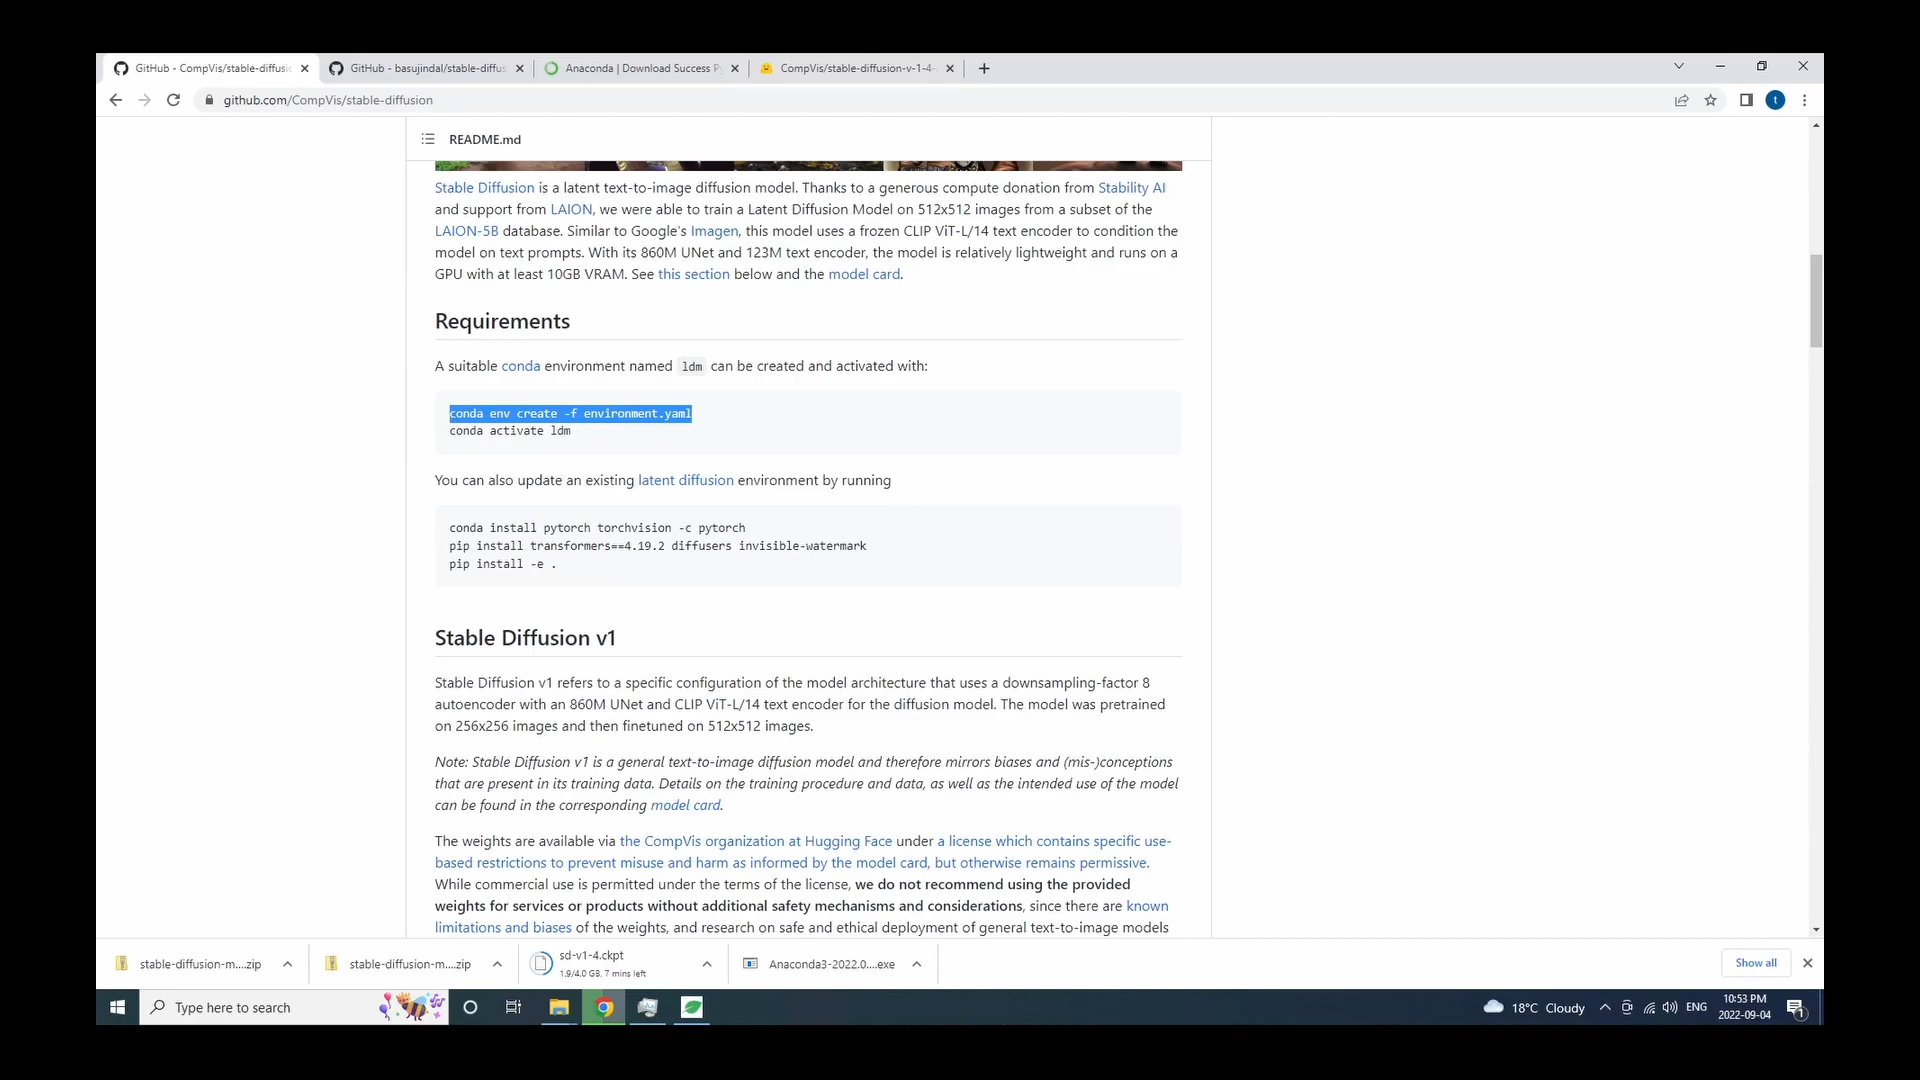 GitHub - CompVis/stable-diffusi
GitHub - basujindal/stable-diffus
Anaconda | Download Success P
CompVis/stable-diffusion-v-1-4-
github.com/CompVis/stable-diffusion
t
README.md
Stable Diffusion is a latent text-to-image diffusion model. Thanks to a generous compute donation from Stability AI
and support from LAION, we were able to train a Latent Diffusion Model on 512x512 images from a subset of the
LAION-5B database. Similar to Google's Imagen, this model uses a frozen CLIP ViT-L/14 text encoder to condition the
model on text prompts. With its 860M UNet and 123M text encoder, the model is relatively lightweight and runs on a
GPU with at least 10GB VRAM. See this section below and the model card.
Requirements
A suitable conda environment named ldm can be created and activated with:
conda env create -f environment.yaml
conda activate ldm
You can also update an existing latent diffusion environment by running
conda install pytorch torchvision -c pytorch
pip install transformers==4.19.2 diffusers invisible-watermark
pip install -e .
Stable Diffusion v1
Stable Diffusion v1 refers to a specific configuration of the model architecture that uses a downsampling-factor 8
autoencoder with an 860M UNet and CLIP ViT-L/14 text encoder for the diffusion model. The model was pretrained
on 256x256 images and then finetuned on 512x512 images.
Note: Stable Diffusion v1 is a general text-to-image diffusion model and therefore mirrors biases and (mis-)conceptions
that are present in its training data. Details on the training procedure and data, as well as the intended use of the model
can be found in the corresponding model card.
The weights are available via the CompVis organization at Hugging Face under a license which contains specific use-
based restrictions to prevent misuse and harm as informed by the model card, but otherwise remains permissive.
While commercial use is permitted under the terms of the license, we do not recommend using the provided
weights for services or products without additional safety mechanisms and considerations, since there are known
limitations and biases of the weights, and research on safe and ethical deployment of general text-to-image models
stable-diffusion-m....zip
stable-diffusion-m....zip
sd-v1-4.ckpt
1.9/4.0 GB, 7 mins left
Anaconda3-2022.0....exe
Show all
Type here to search
18°C Cloudy
ENG
10:53 PM
2022-09-04
1